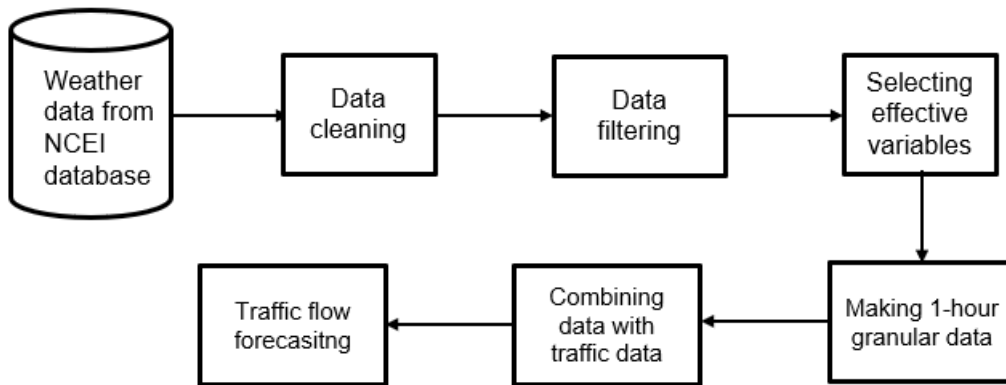 Weather
data from
NCEI
database
Data
cleaning
Data
filtering
Selecting
effective
variables
Making 1-hour
granular data
Combining
data with
traffic data
Traffic flow
forecasitng